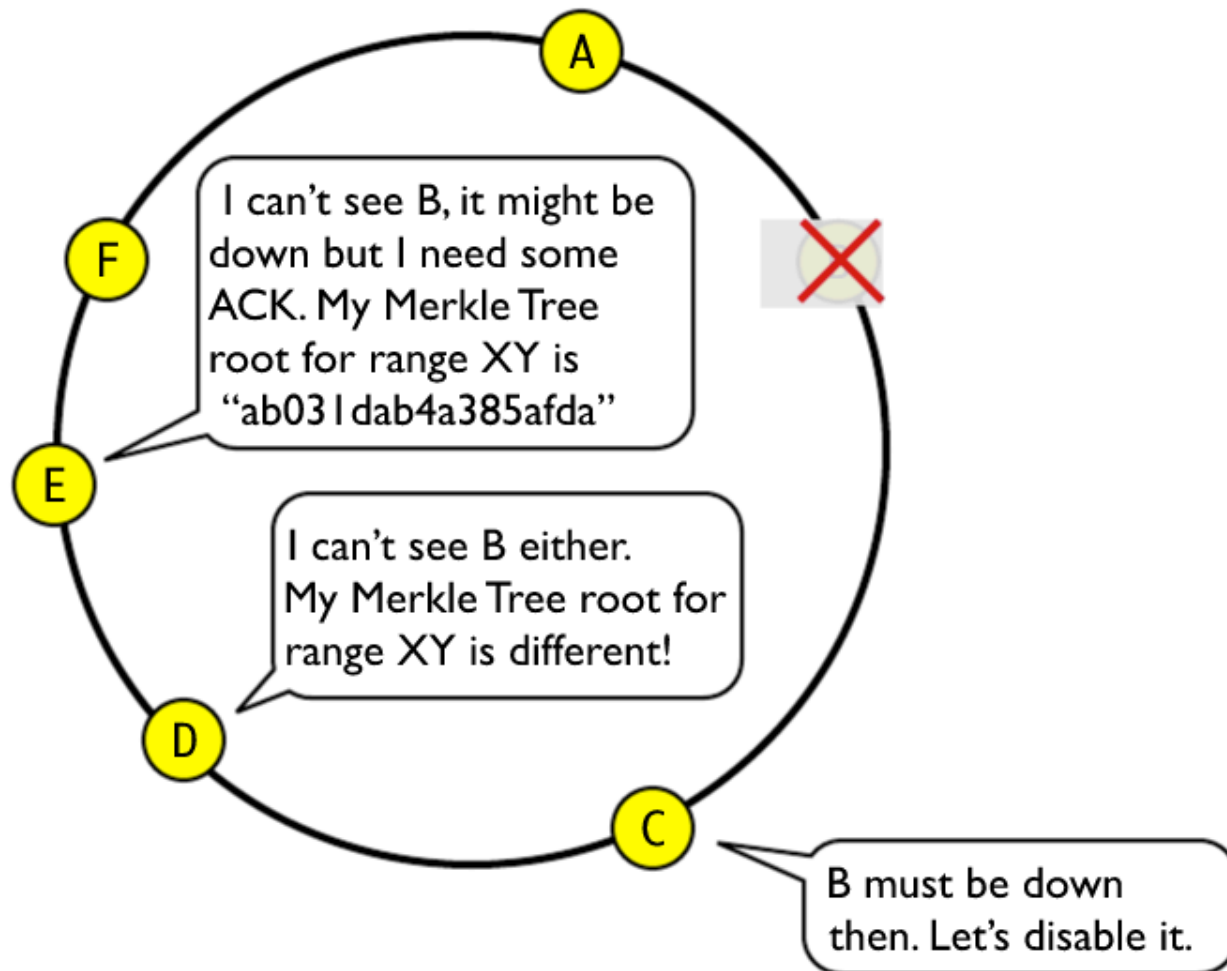 A
I can't see B, it might be
down but I need some
ACK. My Merkle Tree
root for range XY is
“ab031dab4a385afda”
F
E
I can't see B either.
My Merkle Tree root for
range XY is different!
D
C
B must be down
then. Let's disable it.